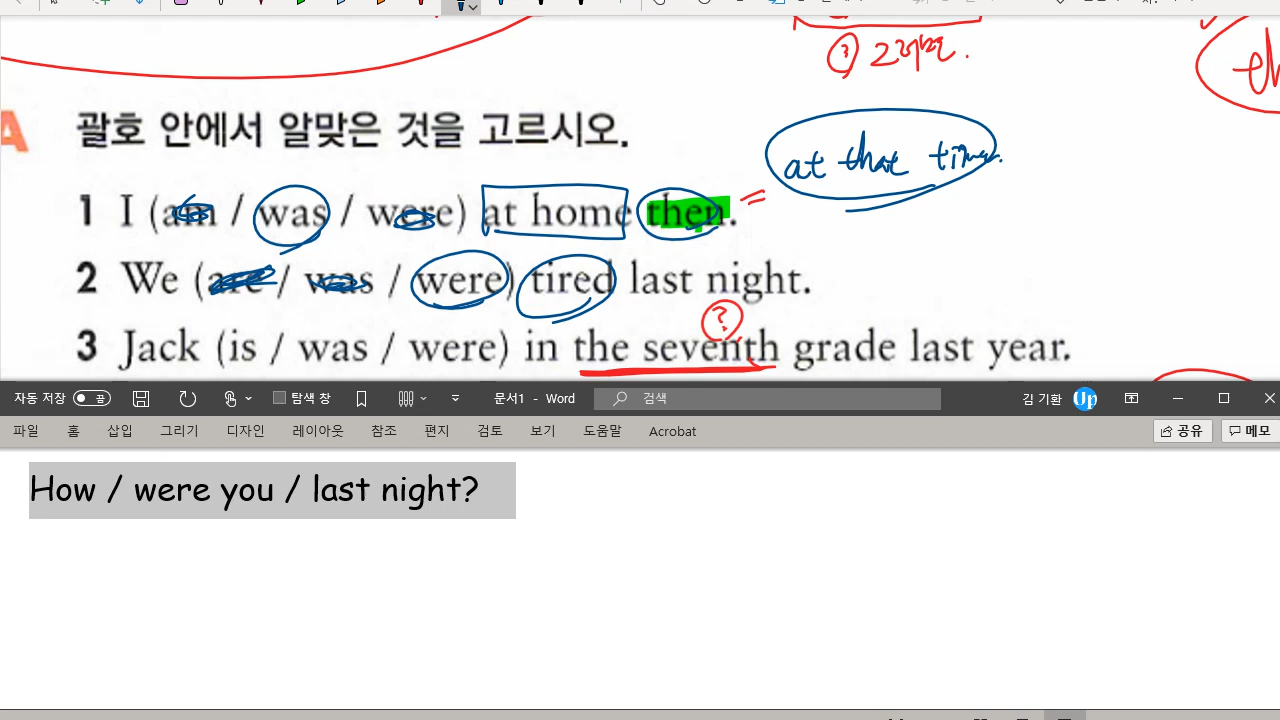 ③ 그러면.
th
A 괄호 안에서 알맞은 것을 고르시오.
at that time.
1 I (am / was / were) at home then. =
2 We (are / was / were) tired last night.
?
3 Jack (is / was / were) in the seventh grade last year.
자동 저장 끔 탐색 창 문서1 - Word 검색 김 기환 Up
파일 홈 삽입 그리기 디자인 레이아웃 참조 편지 검토 보기 도움말 Acrobat 공유 메모
How / were you / last night?